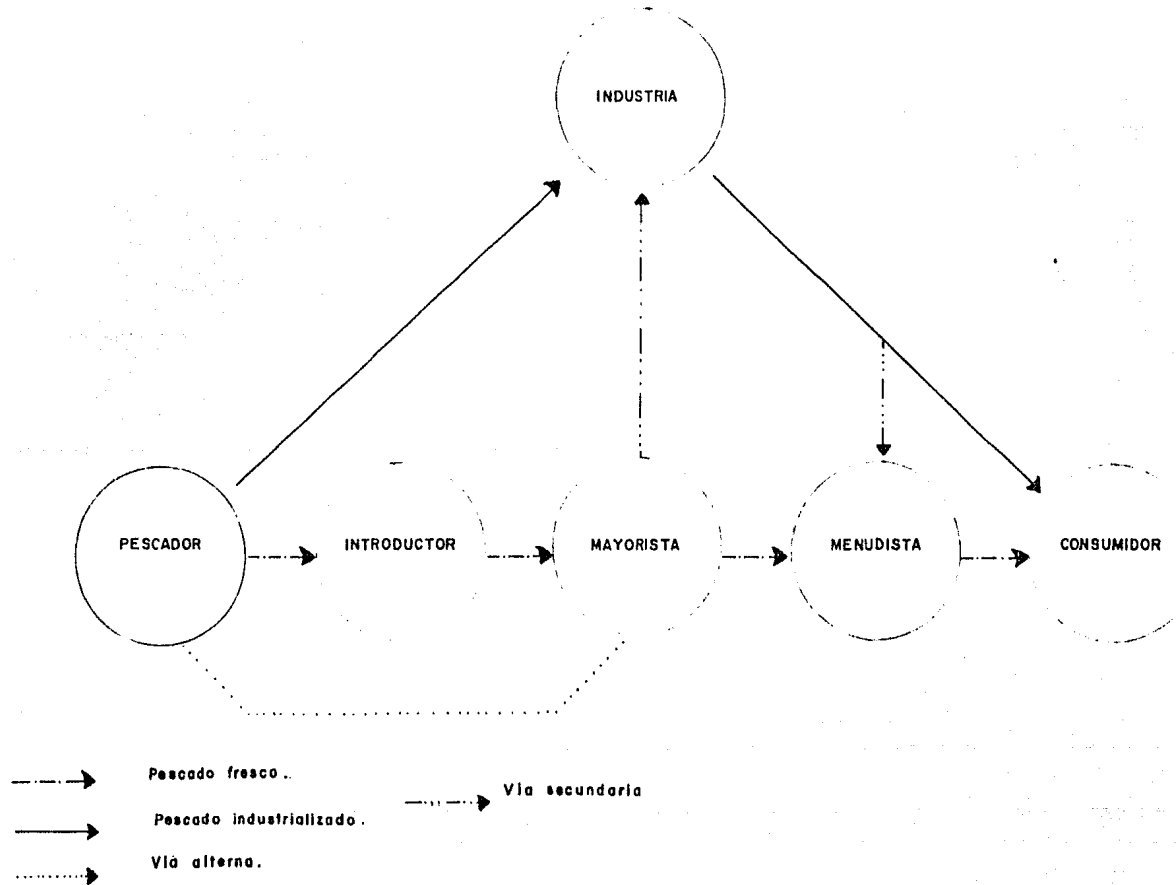 INDUSTRIA
PESCADOR
INTRODUCTOR
MAYORISTA
MENUDISTA
CONSUMIDOR
Pescado fresco.
Vía secundaria
Pescado industrializado.
Vía alterna.